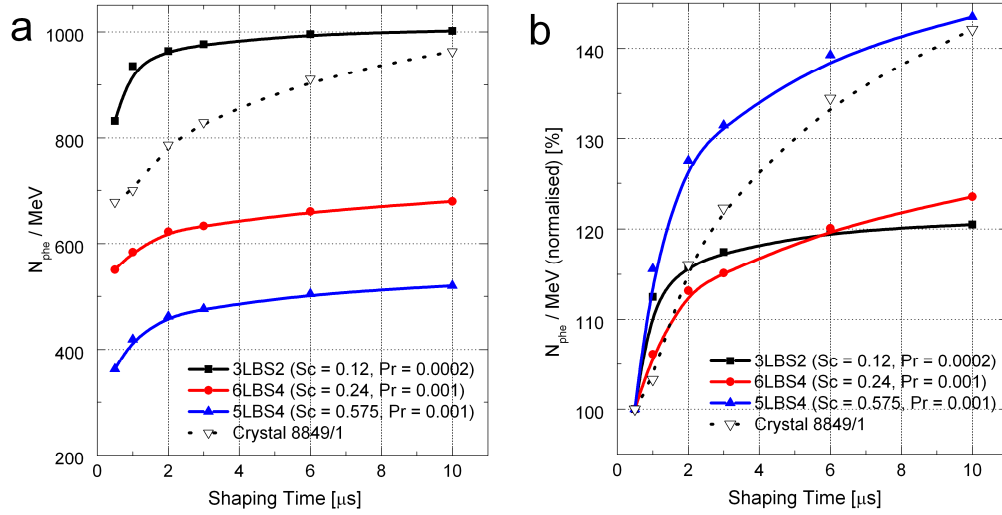 a
1000
800
600
400
200
N_phe / MeV
3LBS2 (Sc = 0.12, Pr = 0.0002)
6LBS4 (Sc = 0.24, Pr = 0.001)
5LBS4 (Sc = 0.575, Pr = 0.001)
Crystal 8849/1
0 2 4 6 8 10
Shaping Time [μs]
b
140
130
120
110
100
N_phe / MeV (normalised) [%]
3LBS2 (Sc = 0.12, Pr = 0.0002)
6LBS4 (Sc = 0.24, Pr = 0.001)
5LBS4 (Sc = 0.575, Pr = 0.001)
Crystal 8849/1
0 2 4 6 8 10
Shaping Time [μs]